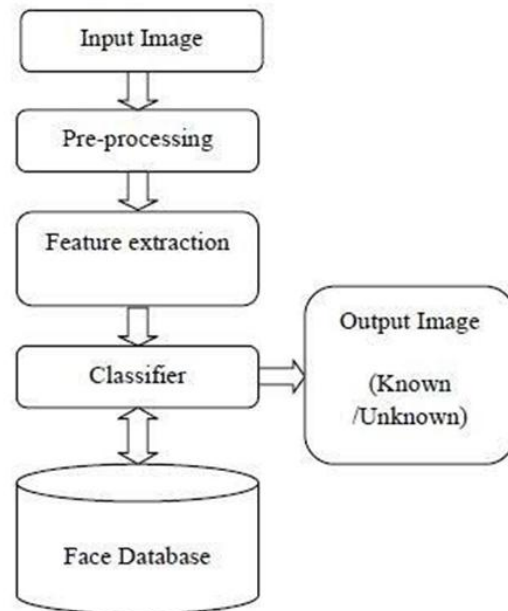 Input Image
Pre-processing
Feature extraction
Classifier
Output Image
(Known
/Unknown)
Face Database